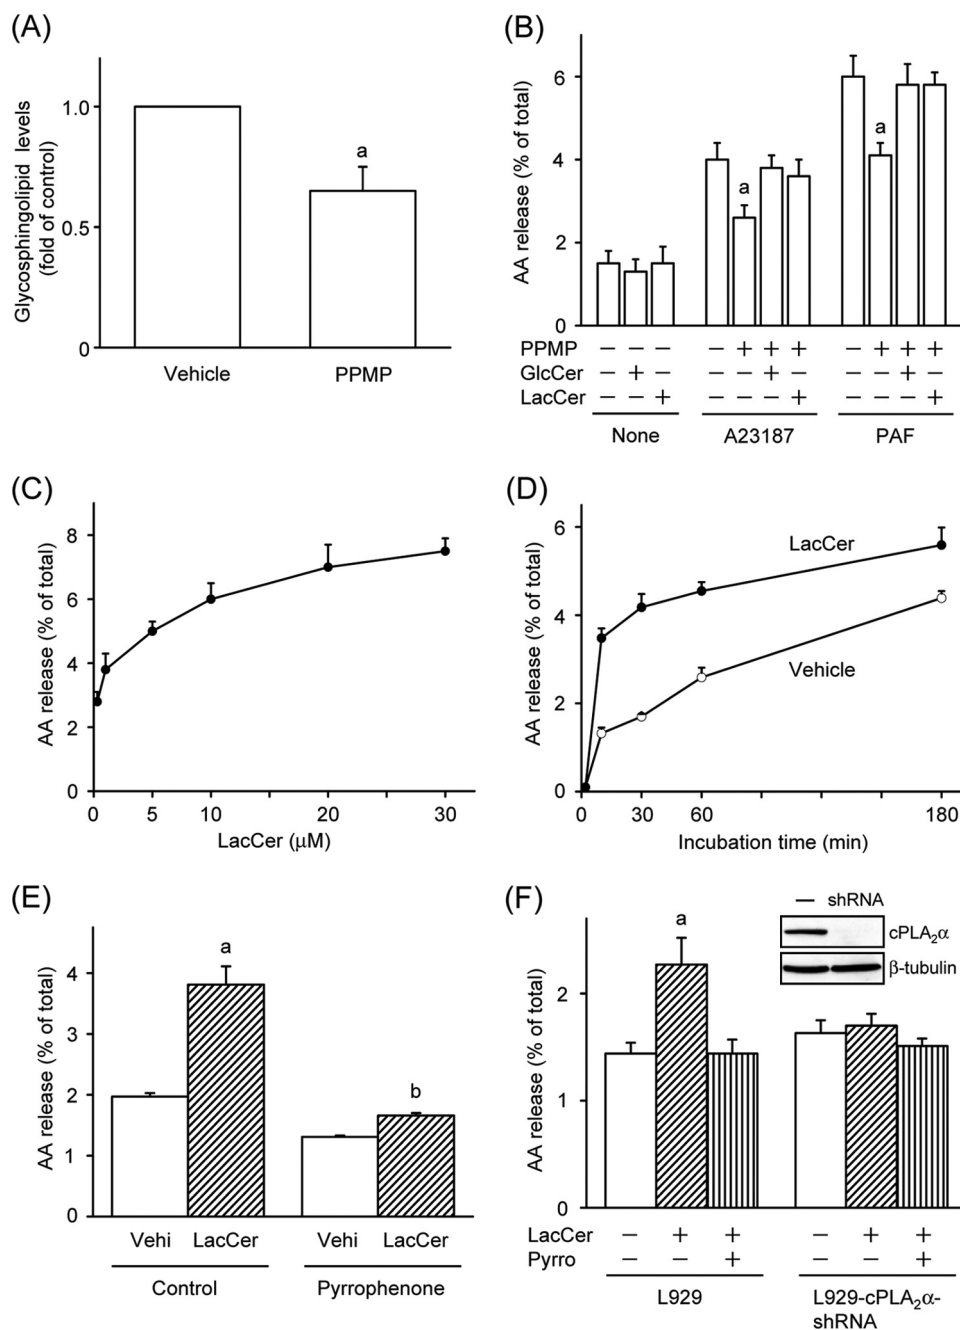 (A)
Glycosphingolipid levels
(fold of control)
1.0
0.5
0
a
Vehicle PPMP
(B)
AA release (% of total)
6
4
2
0
a
a
PPMP − − − − + + + − + + +
GlcCer − + − − − + − − − + −
LacCer − − + − − − + − − − +
None A23187 PAF
(C)
AA release (% of total)
8
6
4
2
0
0 5 10 20 30
LacCer (μM)
(D)
AA release (% of total)
6
4
2
0
LacCer
Vehicle
0 30 60 180
Incubation time (min)
(E)
AA release (% of total)
4
3
2
1
0
a
b
Vehi LacCer Vehi LacCer
Control Pyrrophenone
(F)
AA release (% of total)
2
1
0
a
− shRNA
cPLA₂α
β-tubulin
LacCer − + + − + +
Pyrro − − + − − +
L929 L929-cPLA₂α-
shRNA